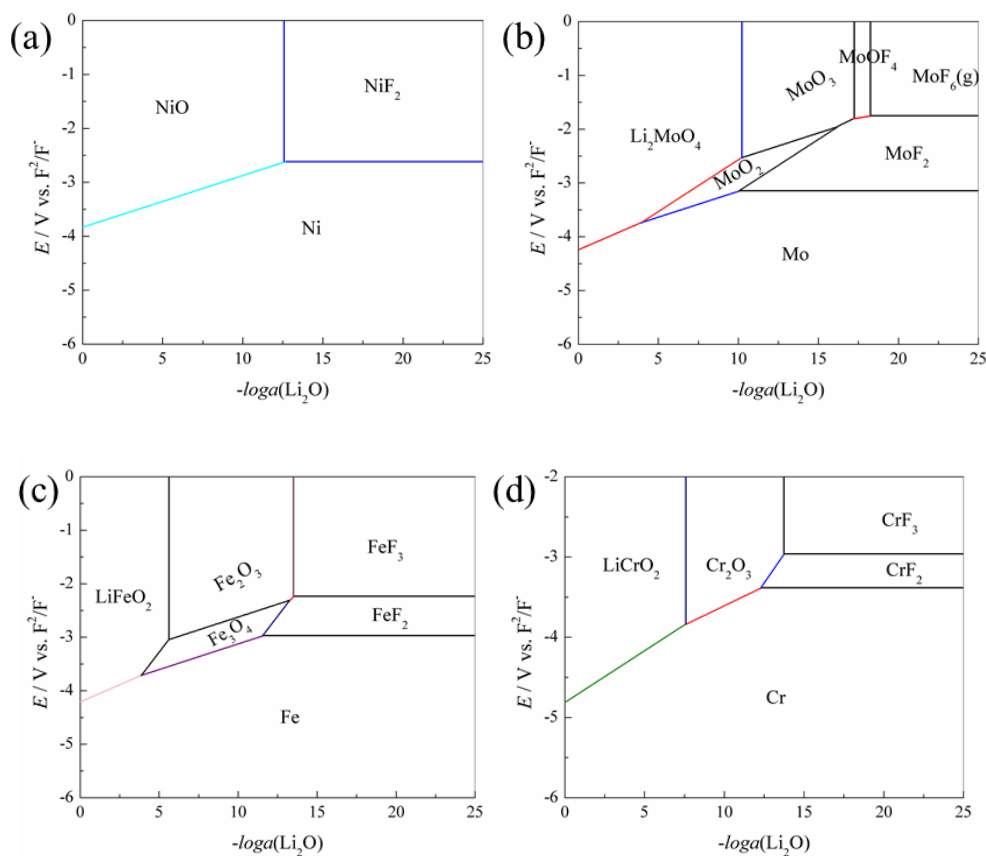 (a)
0
-1
-2
-3
-4
-5
-6
E / V vs. F²/F⁻
NiO
NiF₂
Ni
0 5 10 15 20 25
-loga(Li₂O)
(b)
0
-1
-2
-3
-4
-5
-6
E / V vs. F²/F⁻
Li₂MoO₄
MoO₃
MoOF₄
MoF₆(g)
MoO₂
MoF₂
Mo
0 5 10 15 20 25
-loga(Li₂O)
(c)
0
-1
-2
-3
-4
-5
-6
E / V vs. F²/F⁻
LiFeO₂
Fe₂O₃
FeF₃
Fe₃O₄
FeF₂
Fe
0 5 10 15 20 25
-loga(Li₂O)
(d)
-2
-3
-4
-5
-6
E / V vs. F²/F⁻
LiCrO₂
Cr₂O₃
CrF₃
CrF₂
Cr
0 5 10 15 20 25
-loga(Li₂O)